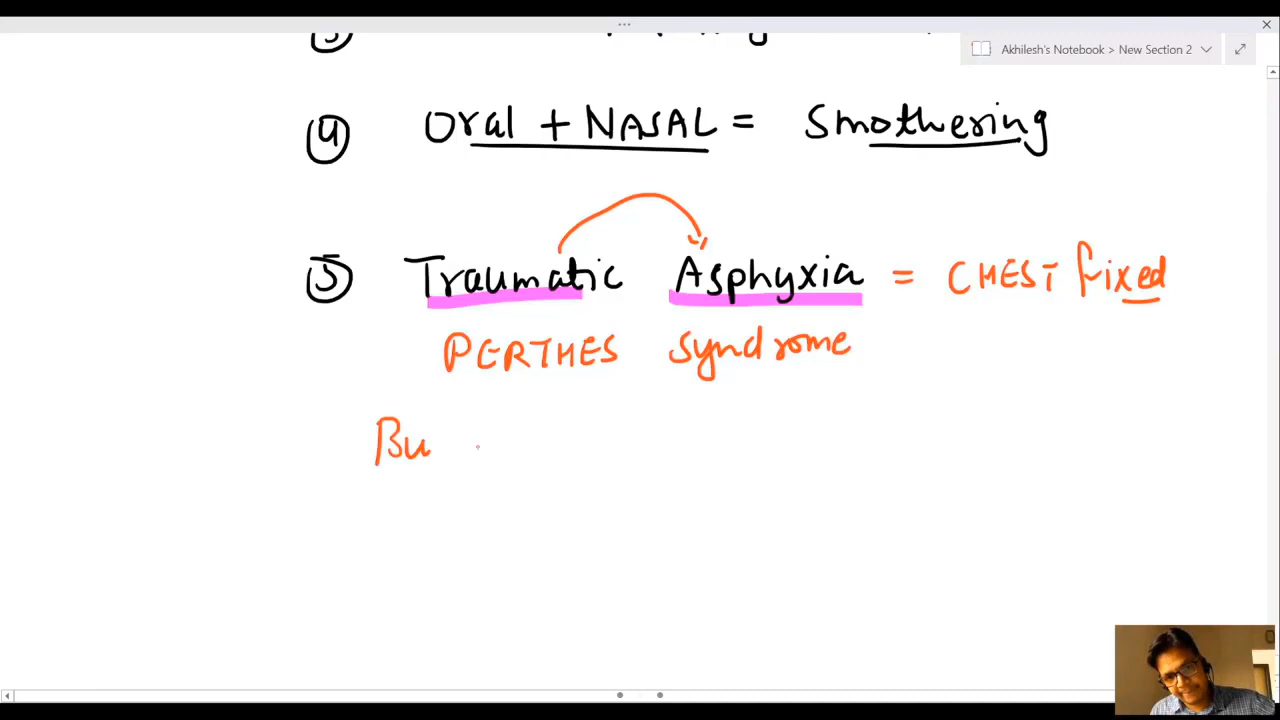 Akhilesh's Notebook > New Section 2
④ Oral + NASAL = Smothering
⑤ Traumatic Asphyxia = CHEST fixed
PERTHES syndrome
Bu